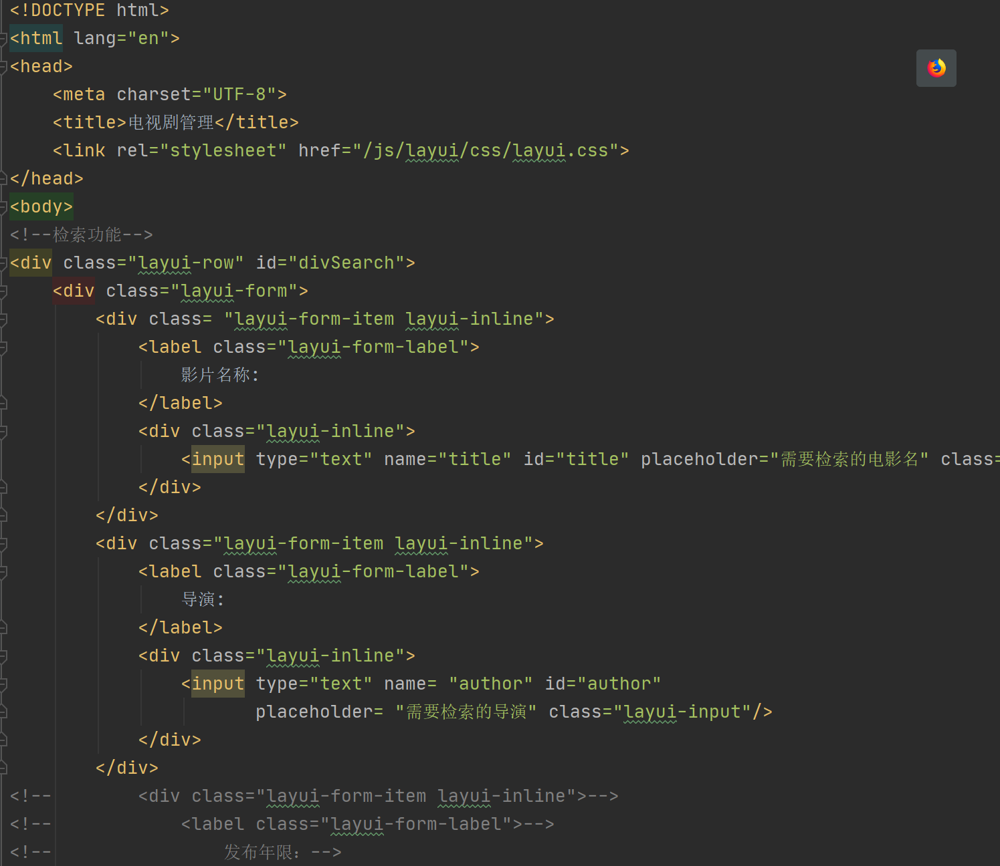 <!DOCTYPE html>
<html lang="en">
<head>
    <meta charset="UTF-8">
    <title>电视剧管理</title>
    <link rel="stylesheet" href="/js/layui/css/layui.css">
</head>
<body>
<!--检索功能-->
<div class="layui-row" id="divSearch">
    <div class="layui-form">
        <div class= "layui-form-item layui-inline">
            <label class="layui-form-label">
                影片名称：
            </label>
            <div class="layui-inline">
                <input type="text" name="title" id="title" placeholder="需要检索的电影名" class=
            </div>
        </div>
        <div class="layui-form-item layui-inline">
            <label class="layui-form-label">
                导演：
            </label>
            <div class="layui-inline">
                <input type="text" name= "author" id="author"
                       placeholder= "需要检索的导演" class="layui-input"/>
            </div>
        </div>
<!--        <div class="layui-form-item layui-inline">-->
<!--            <label class="layui-form-label">-->
<!--                发布年限：-->